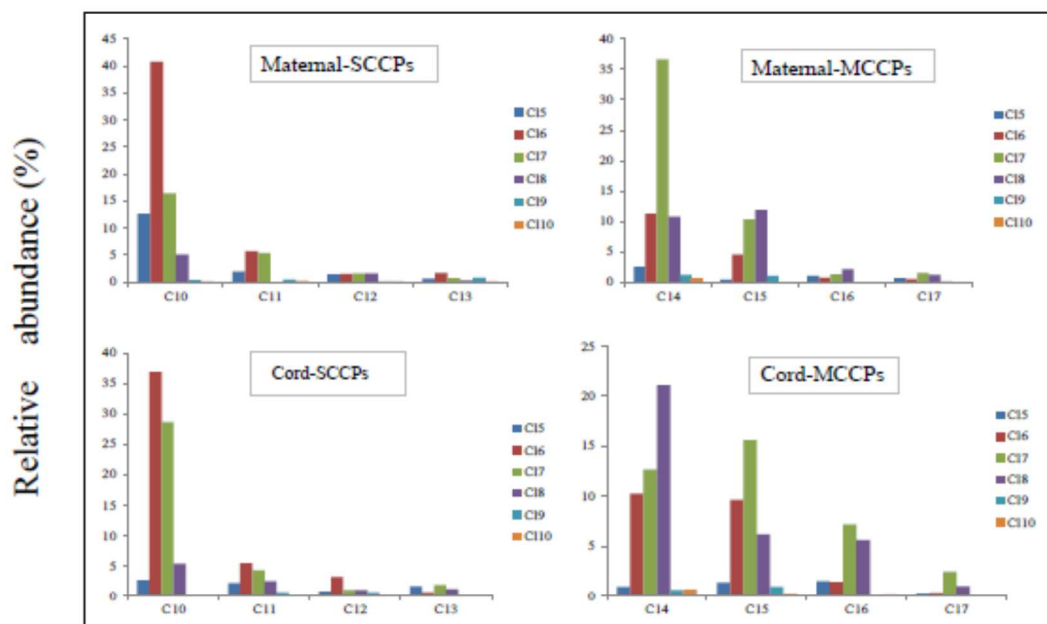 Relative abundance (%)
Maternal-SCCPs
45
40
35
30
25
20
15
10
5
0
C10 C11 C12 C13
Cl5
Cl6
Cl7
Cl8
Cl9
Cl10
Maternal-MCCPs
40
35
30
25
20
15
10
5
0
C14 C15 C16 C17
Cl5
Cl6
Cl7
Cl8
Cl9
Cl10
Cord-SCCPs
40
35
30
25
20
15
10
5
0
C10 C11 C12 C13
Cl5
Cl6
Cl7
Cl8
Cl9
Cl10
Cord-MCCPs
25
20
15
10
5
0
C14 C15 C16 C17
Cl5
Cl6
Cl7
Cl8
Cl9
Cl10